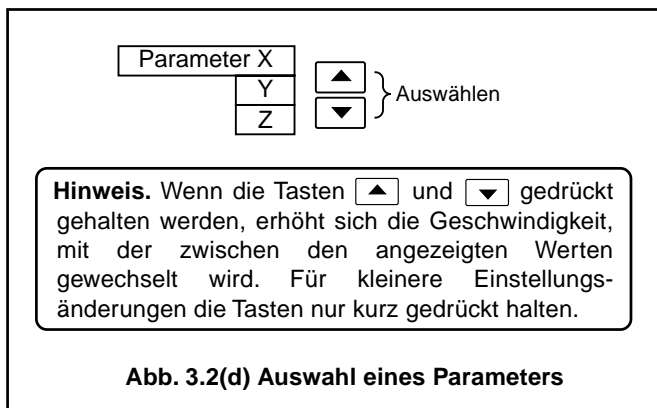 Parameter X
Y
Z
Auswählen
Hinweis. Wenn die Tasten ▲ und ▼ gedrückt
gehalten werden, erhöht sich die Geschwindigkeit,
mit der zwischen den angezeigten Werten
gewechselt wird. Für kleinere Einstellungs-
änderungen die Tasten nur kurz gedrückt halten.
Abb. 3.2(d) Auswahl eines Parameters